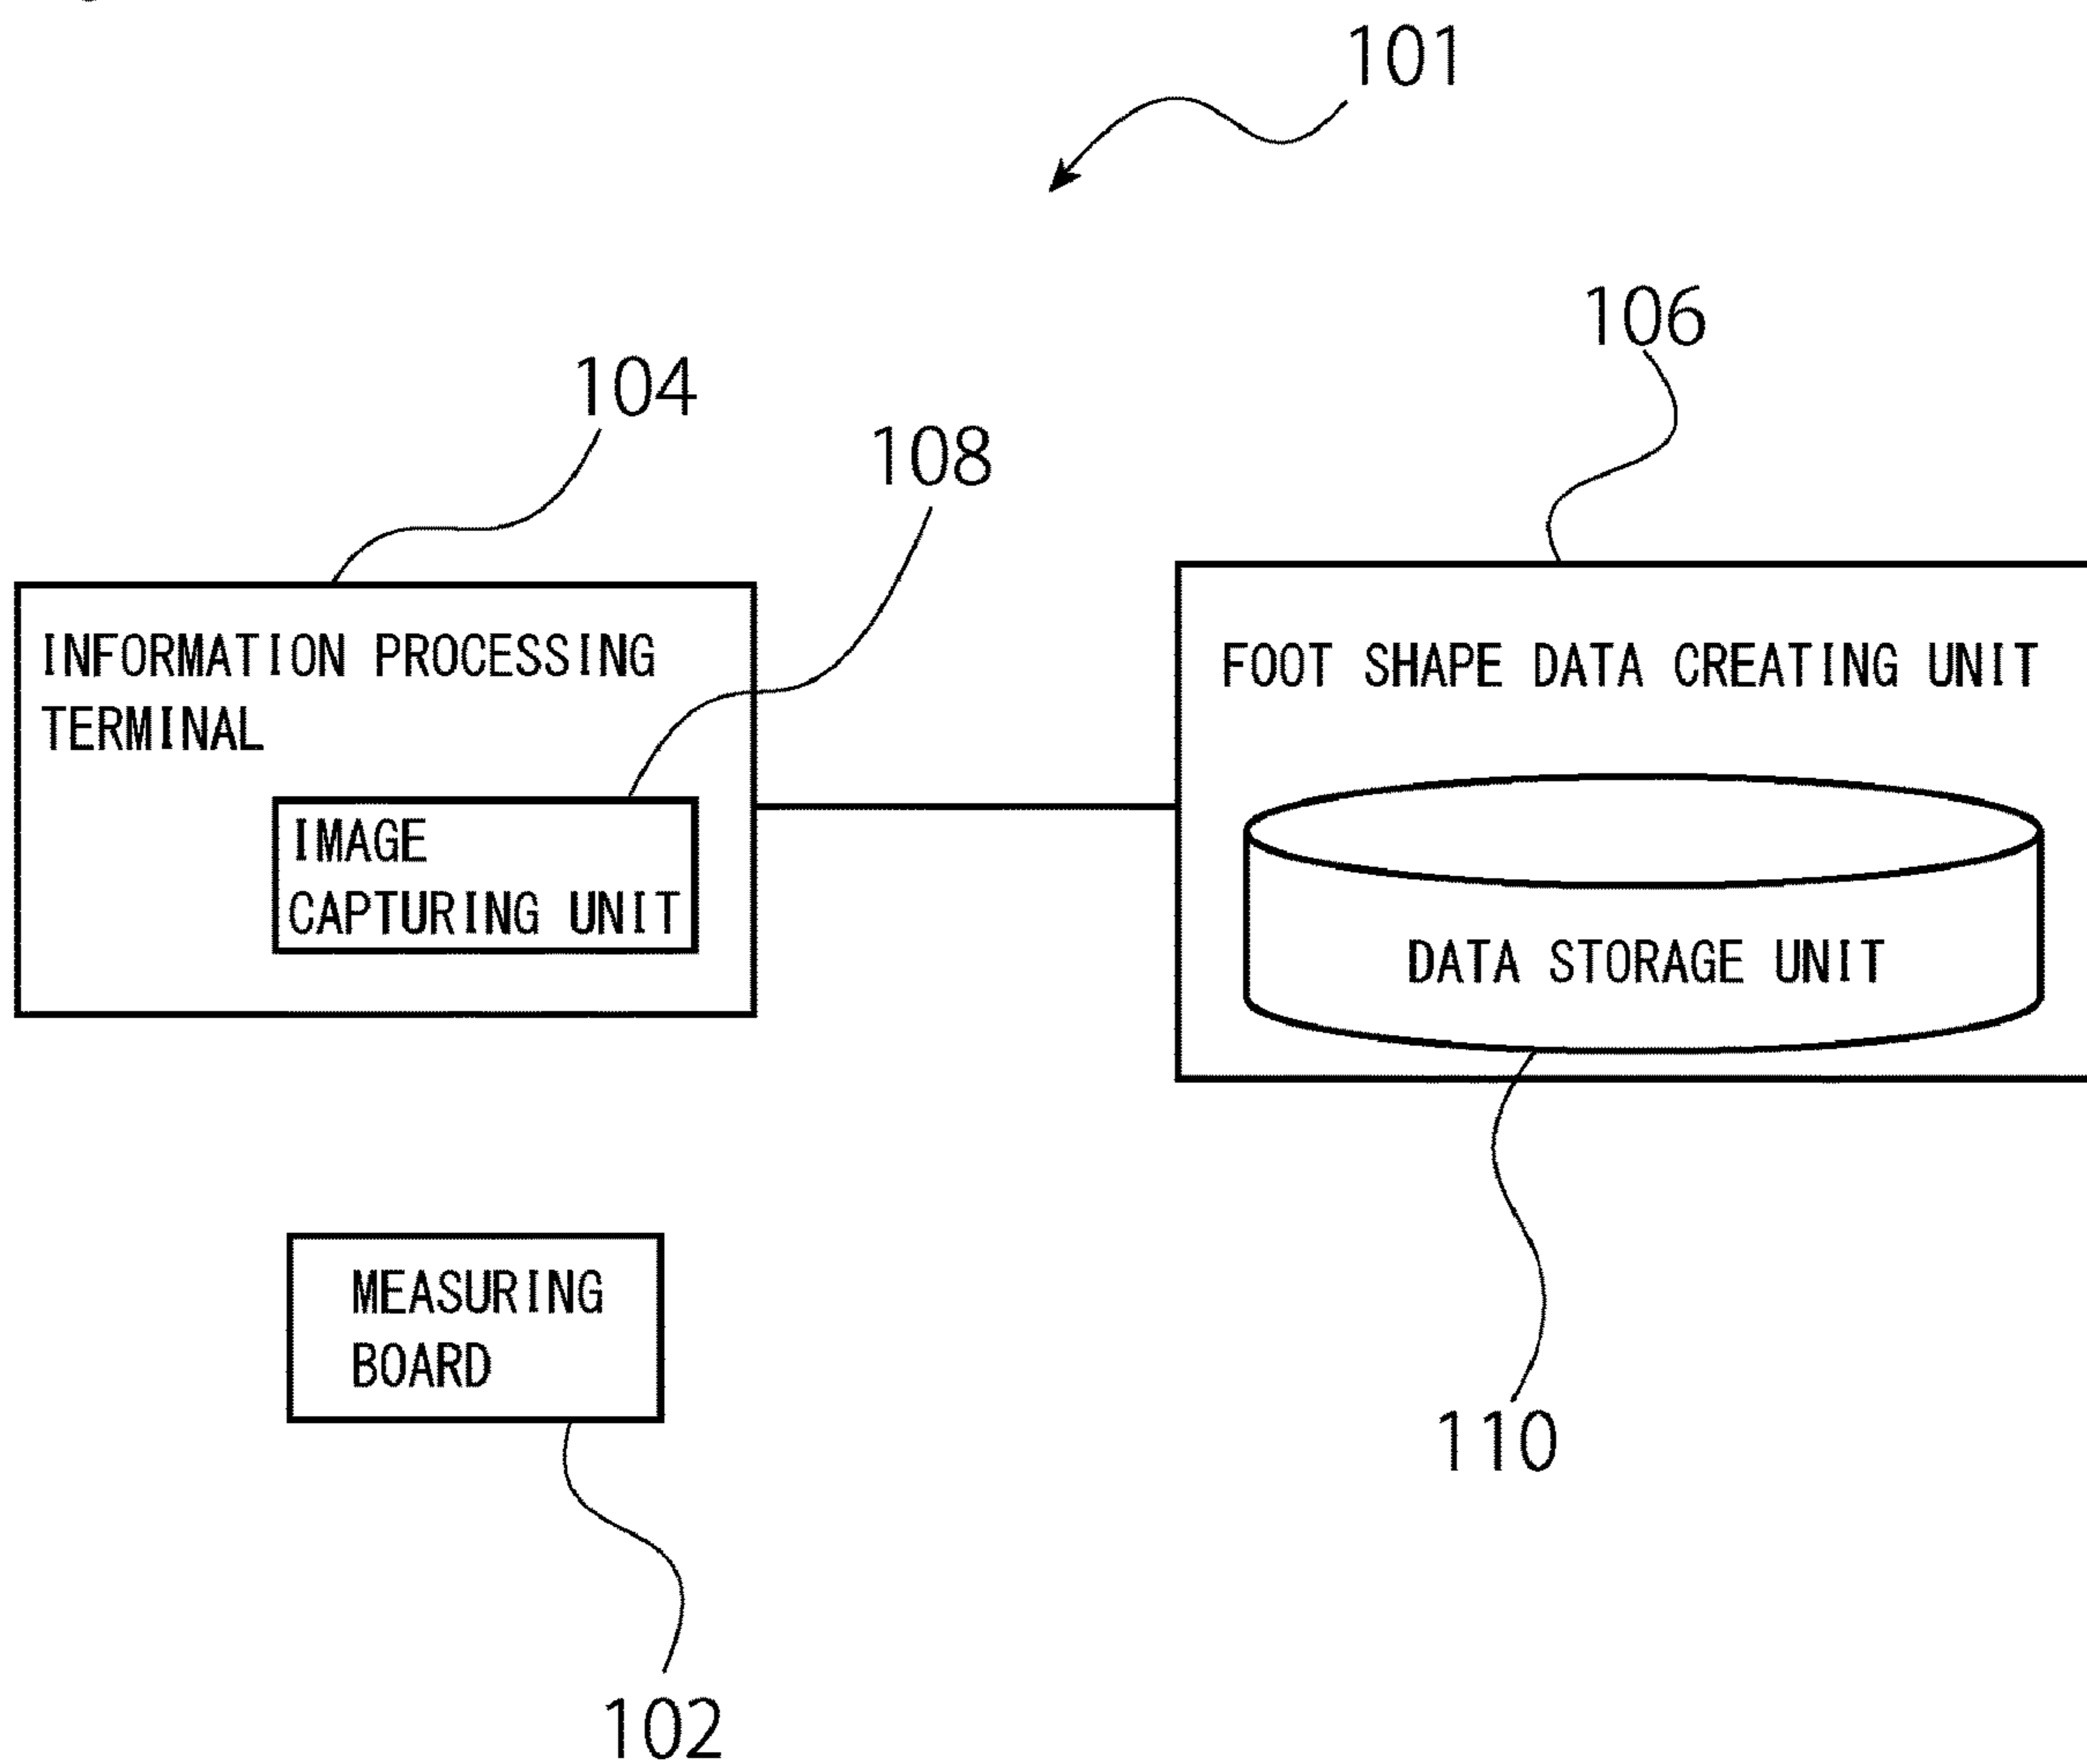 101
106
104
108
INFORMATION PROCESSING
TERMINAL
IMAGE
CAPTURING UNIT
FOOT SHAPE DATA CREATING UNIT
DATA STORAGE UNIT
MEASURING
BOARD
110
102